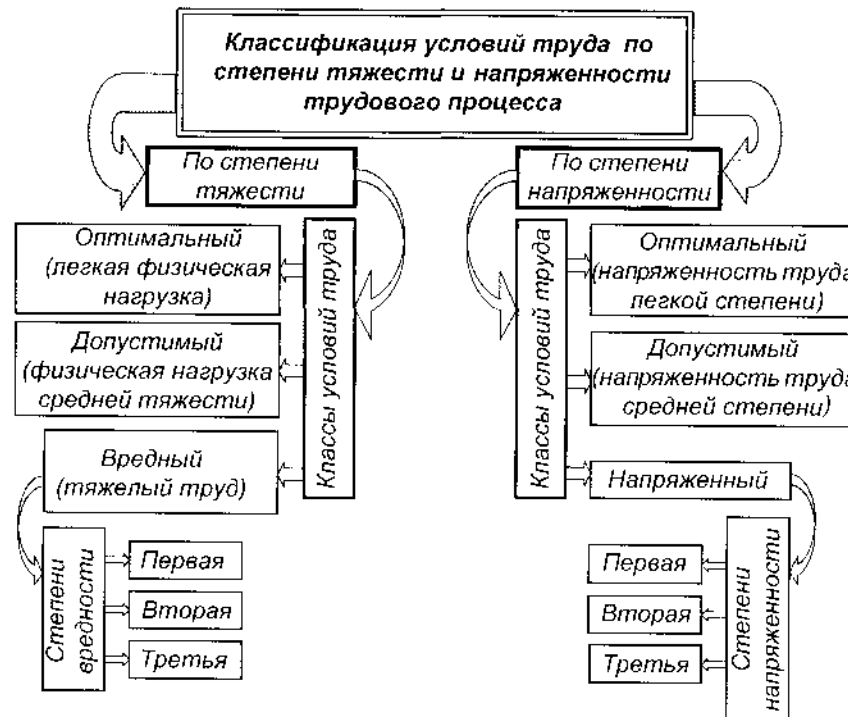 Классификация условий труда по
степени тяжести и напряженности
трудового процесса
По степени
тяжести
По степени
напряженности
Классы условий труда
Оптимальный
(легкая физическая
нагрузка)
Допустимый
(физическая нагрузка
средней тяжести)
Вредный
(тяжелый труд)
Степени
вредности
Первая
Вторая
Третья
Классы условий труда
Оптимальный
(напряженность труда
легкой степени)
Допустимый
(напряженность труда
средней степени)
Напряженный
Степени
напряженности
Первая
Вторая
Третья